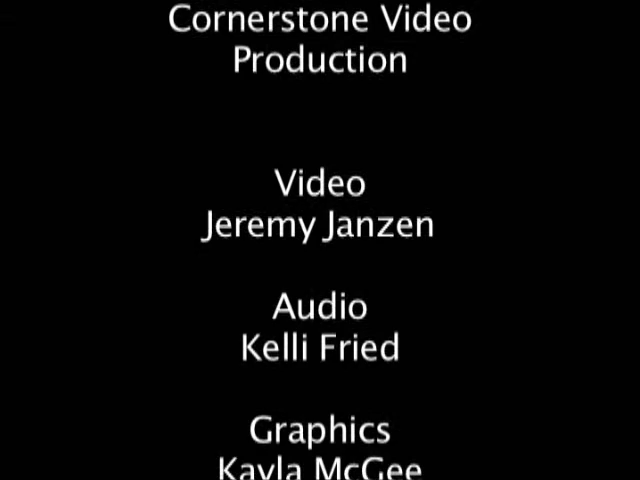 Cornerstone Video
Production
Video
Jeremy Janzen
Audio
Kelli Fried
Graphics
Kayla McGee